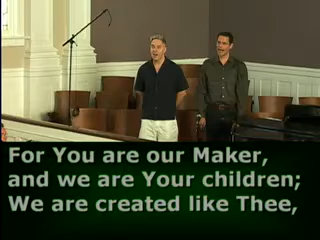 For You are our Maker,
and we are Your children;
We are created like Thee,